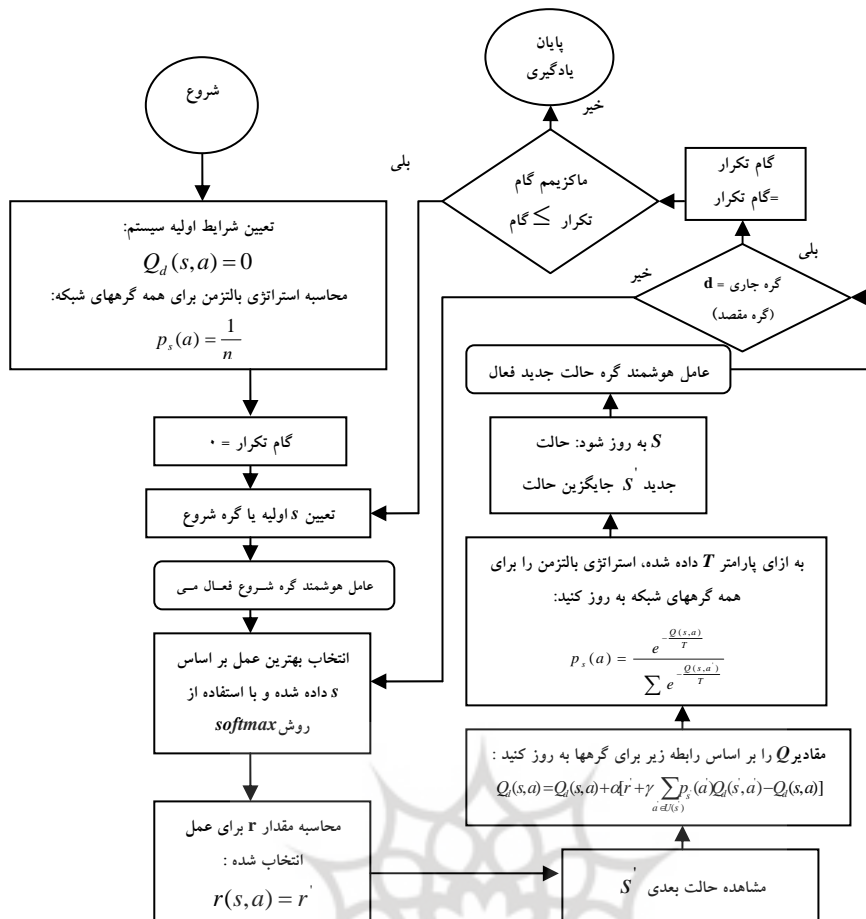 شروع
تعیین شرایط اولیه سیستم:
Q_d(s,a)=0
محاسبه استراتژی بالتزمن برای همه گرههای شبکه:
p_s(a) = 1/n
گام تکرار = ۰
تعیین s اولیه یا گره شروع
عامل هوشمند گره شـروع فعـال مـی
انتخاب بهترین عمل بر اساس
s داده شده و با استفاده از
روش softmax
محاسبه مقدار r برای عمل
انتخاب شده :
r(s,a) = r'
مشاهده حالت بعدی S'
مقادیر Q را بر اساس رابطه زیر برای گرهها به روز کنید :
Q_d(s,a)=Q_d(s,a)+α[r'+γ ∑_{a'∈U(s')} p_{s'}(a')Q_d(s',a')−Q_d(s,a)]
به ازای پارامتر T داده شده، استراتژی بالتزمن را برای
همه گرههای شبکه به روز کنید:
p_s(a) = e^{-Q(s,a)/T} / ∑ e^{-Q(s,a')/T}
S به روز شود: حالت
جدید S' جایگزین حالت
عامل هوشمند گره حالت جدید فعال
گره جاری = d
(گره مقصد)
بلی
خیر
گام تکرار
=گام تکرار
ماکزیمم گام
تکرار ≥ گام
بلی
خیر
پایان
یادگیری